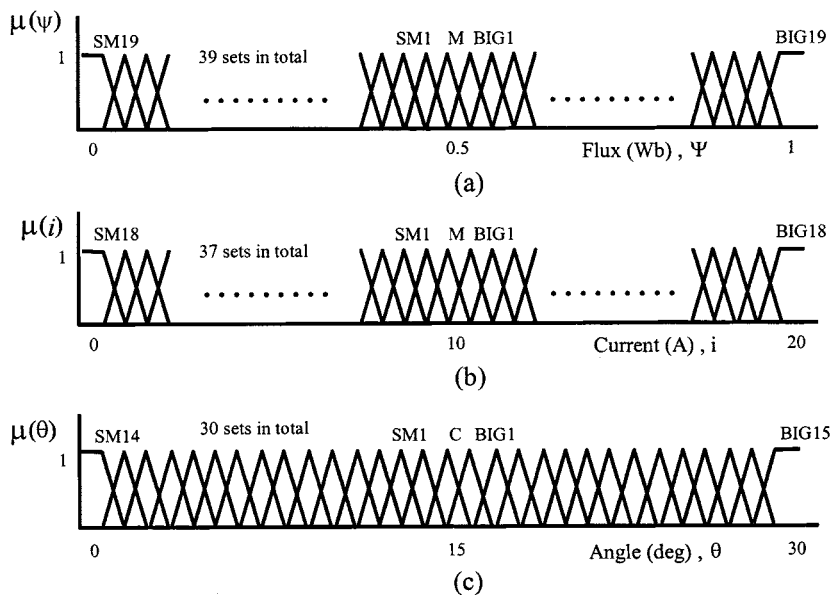 μ(ψ)
SM19
39 sets in total
SM1 M BIG1
BIG19
1
0 0.5 Flux (Wb) , Ψ 1
(a)
μ(i)
SM18
37 sets in total
SM1 M BIG1
BIG18
1
0 10 Current (A) , i 20
(b)
μ(θ)
SM14
30 sets in total
SM1 C BIG1
BIG15
1
0 15 Angle (deg) , θ 30
(c)